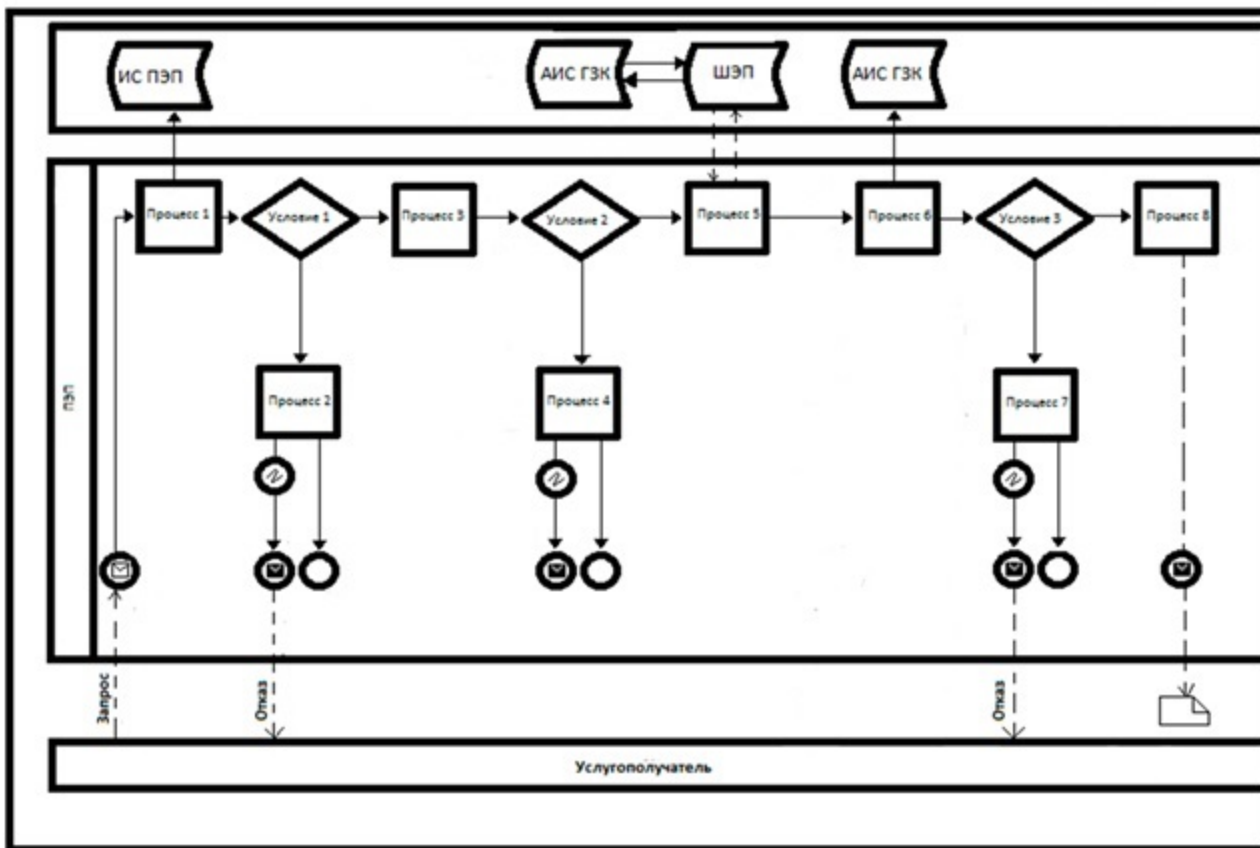 ИС ПЭП
АИС ГЗК
ШЭП
АИС ГЗК
ПЭП
Процесс 1
Условие 1
Процесс 3
Условие 2
Процесс 5
Процесс 6
Условие 3
Процесс 8
Процесс 2
Процесс 4
Процесс 7
Запрос
Отказ
Отказ
Услугополучатель